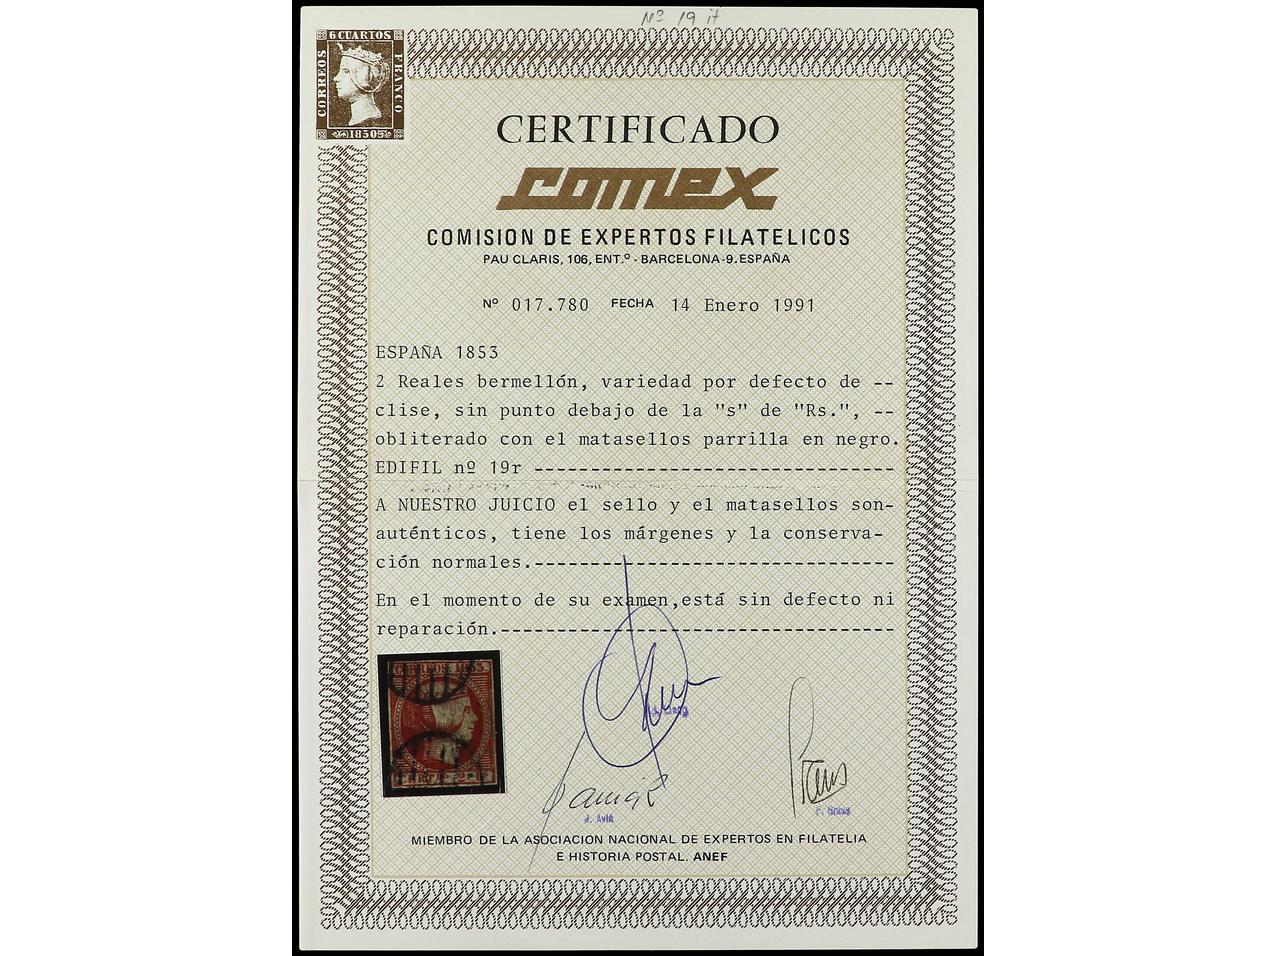 Nº 19 it
6 CUARTOS
CORREOS
FRANCO
1850
CERTIFICADO
comex
COMISION DE EXPERTOS FILATELICOS
PAU CLARIS, 106, ENT.º - BARCELONA-9. ESPAÑA
Nº 017.780 FECHA 14 Enero 1991
ESPAÑA 1853
2 Reales bermellón, variedad por defecto de --
clise, sin punto debajo de la "s" de "Rs.", --
obliterado con el matasellos parrilla en negro.
EDIFIL nº 19r --------------------------------
A NUESTRO JUICIO el sello y el matasellos son-
auténticos, tiene los márgenes y la conserva-
ción normales.--------------------------------
En el momento de su examen,está sin defecto ni
reparación.-----------------------------------
CORREOS 1853.
J. Avilá
F. Graus
MIEMBRO DE LA ASOCIACION NACIONAL DE EXPERTOS EN FILATELIA
E HISTORIA POSTAL. ANEF